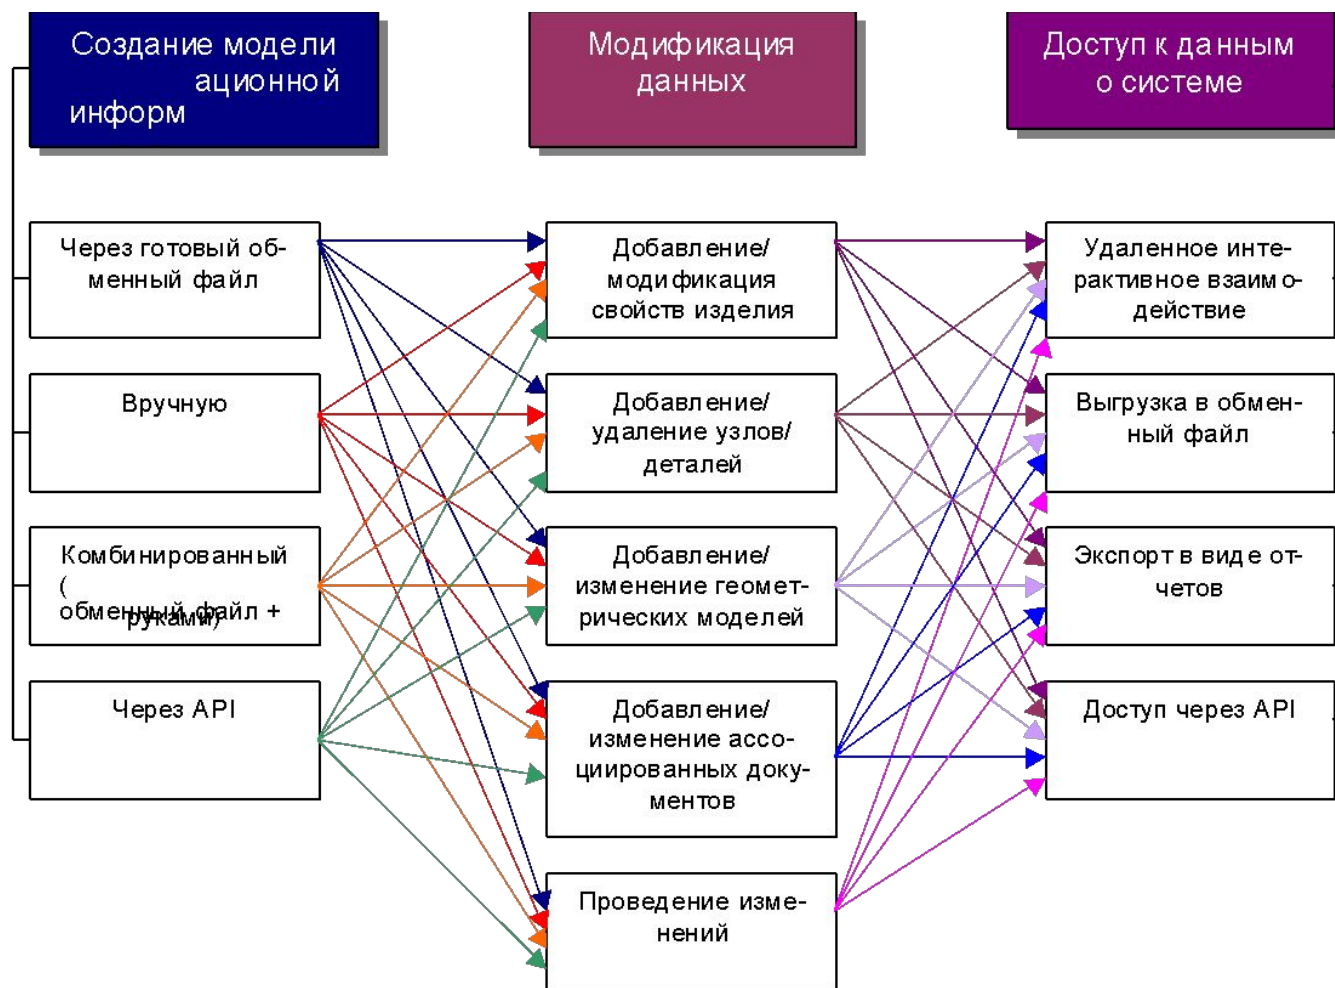 Создание модели
ационной
информ
Модификация
данных
Доступ к данным
о системе
Через готовый об-
менный файл
Добавление/
модификация
свойств изделия
Удаленное инте-
рактивное взаимо-
действие
Вручную
Добавление/
удаление узлов/
деталей
Выгрузка в обмен-
ный файл
Комбинированный
(
обменный файл +
руками)
Добавление/
изменение геомет-
рических моделей
Экспорт в виде от-
четов
Через API
Добавление/
изменение ассо-
циированных доку-
ментов
Доступ через API
Проведение изме-
нений